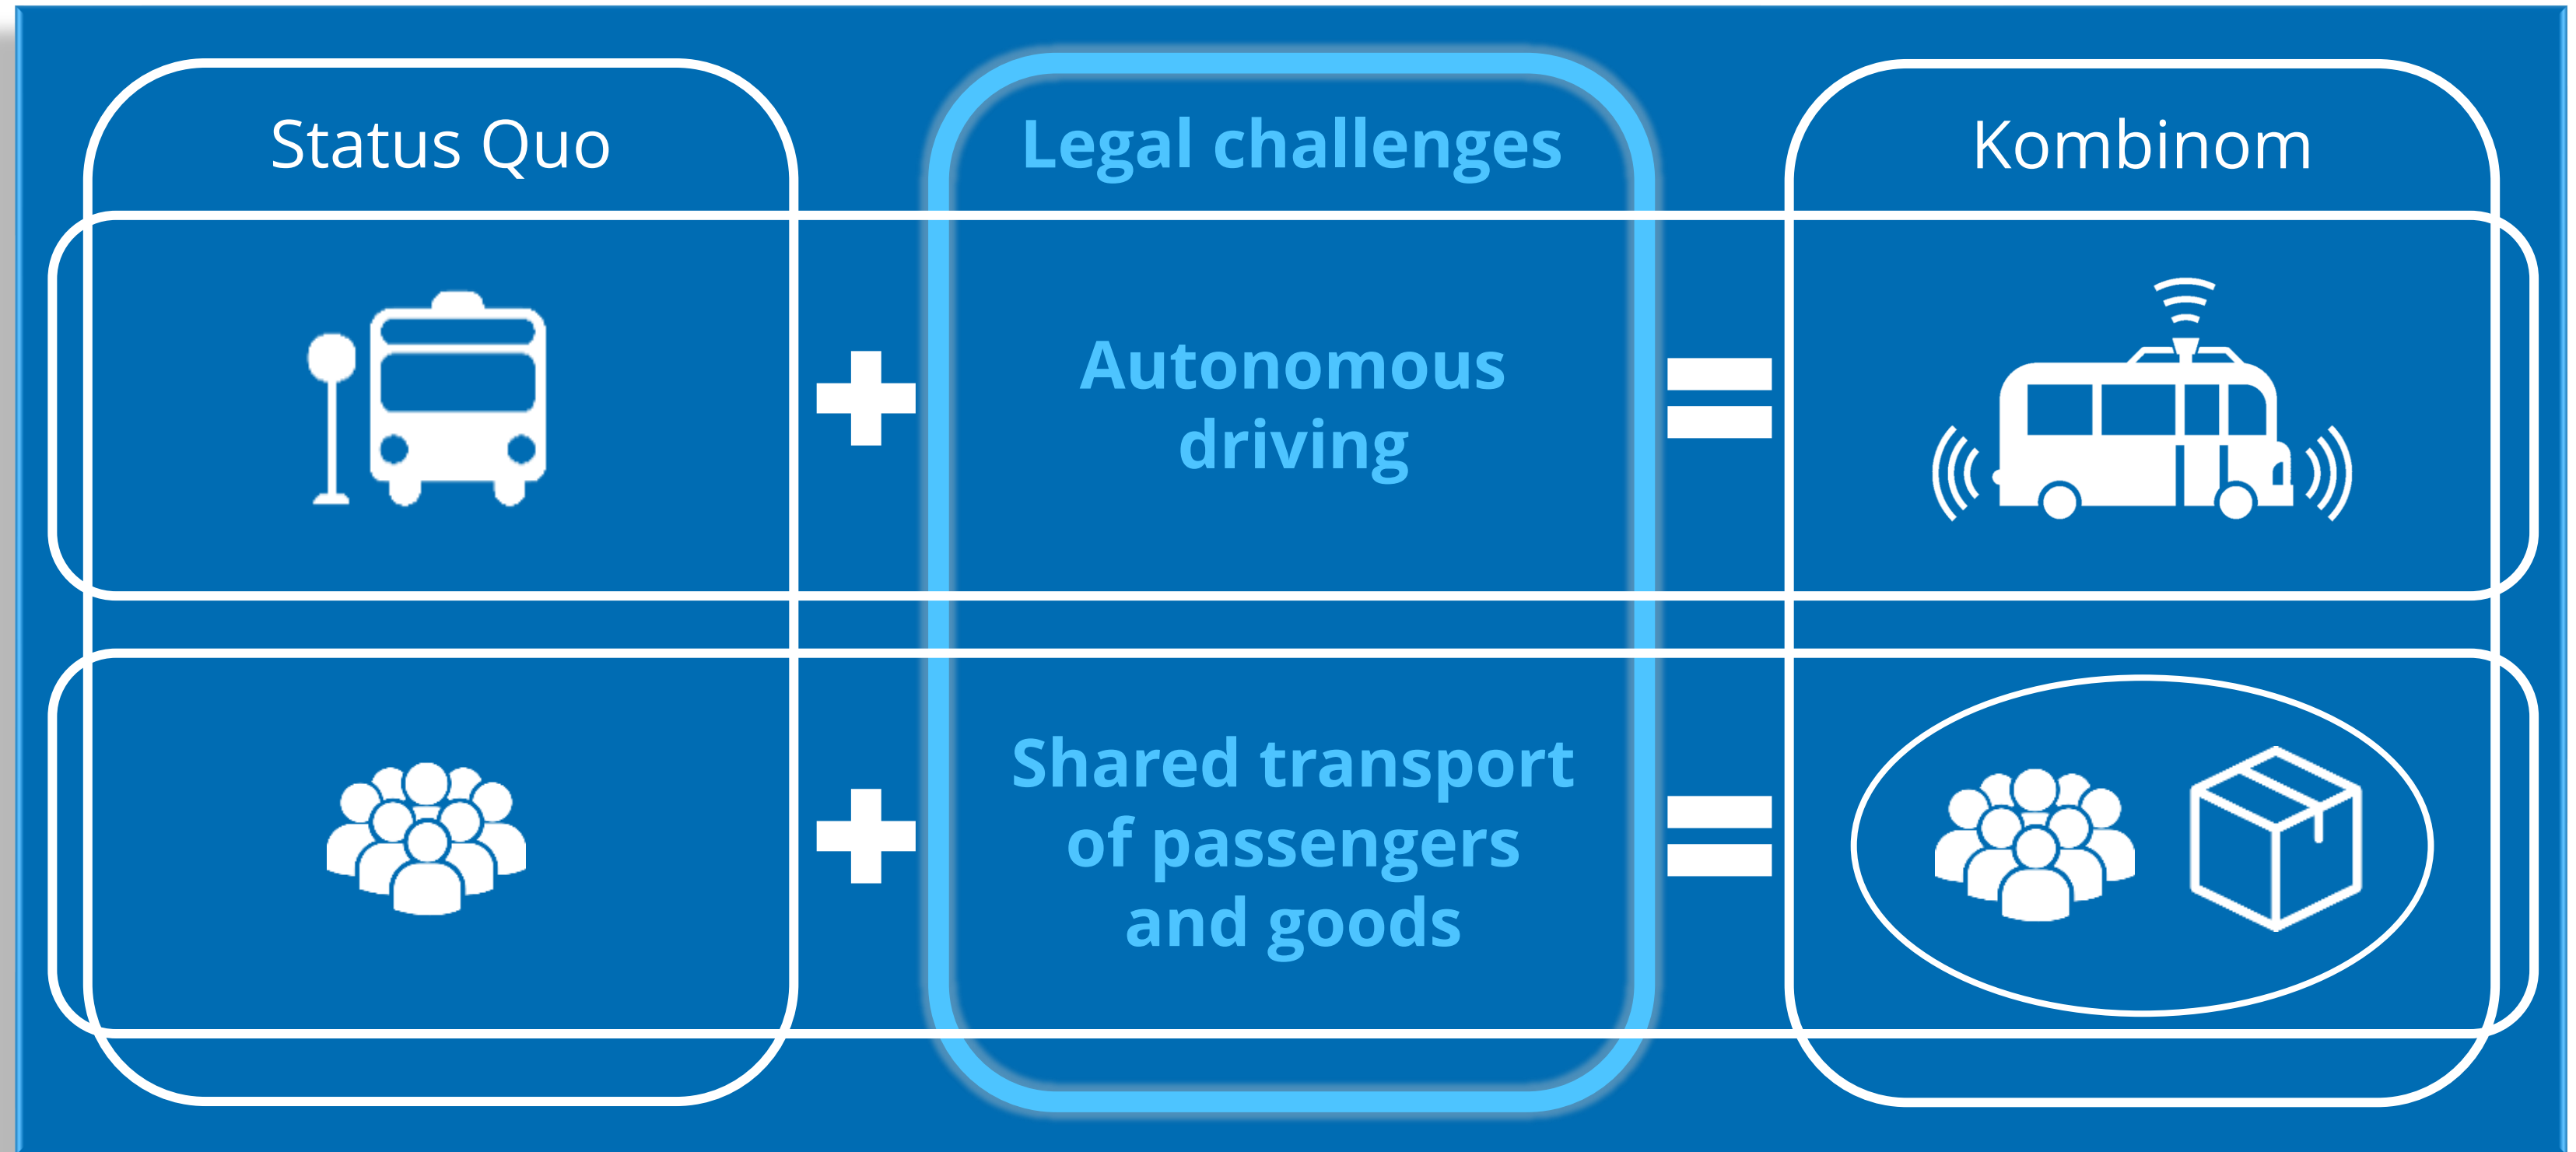 Status Quo
Legal challenges
Kombinom
Autonomous
driving
Shared transport
of passengers
and goods